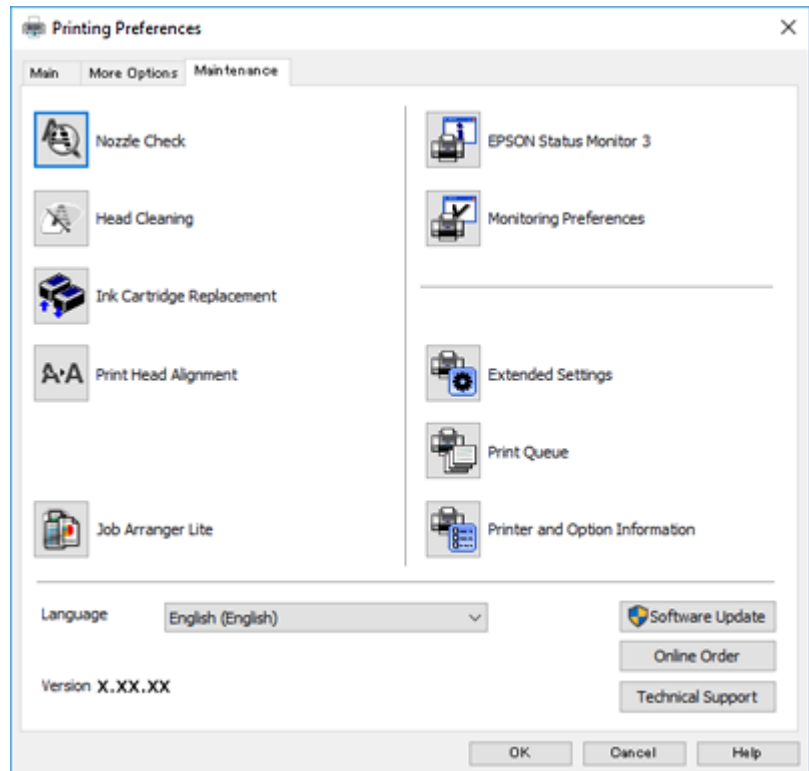 Printing Preferences
Main
More Options
Maintenance
Nozzle Check
Head Cleaning
Ink Cartridge Replacement
A·A
Print Head Alignment
Job Arranger Lite
EPSON Status Monitor 3
Monitoring Preferences
Extended Settings
Print Queue
Printer and Option Information
Language
English (English)
Software Update
Online Order
Version X.XX.XX
Technical Support
OK
Cancel
Help